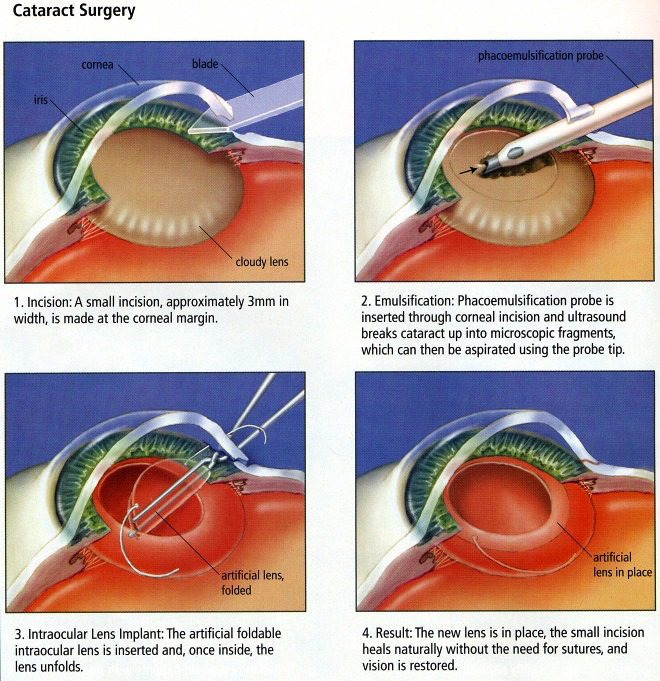 Cataract Surgery
cornea
blade
iris
cloudy lens
1. Incision: A small incision, approximately 3mm in
width, is made at the corneal margin.
phacoemulsification probe
2. Emulsification: Phacoemulsification probe is
inserted through corneal incision and ultrasound
breaks cataract up into microscopic fragments,
which can then be aspirated using the probe tip.
artificial lens,
folded
3. Intraocular Lens Implant: The artificial foldable
intraocular lens is inserted and, once inside, the
lens unfolds.
artificial
lens in place
4. Result: The new lens is in place, the small incision
heals naturally without the need for sutures, and
vision is restored.